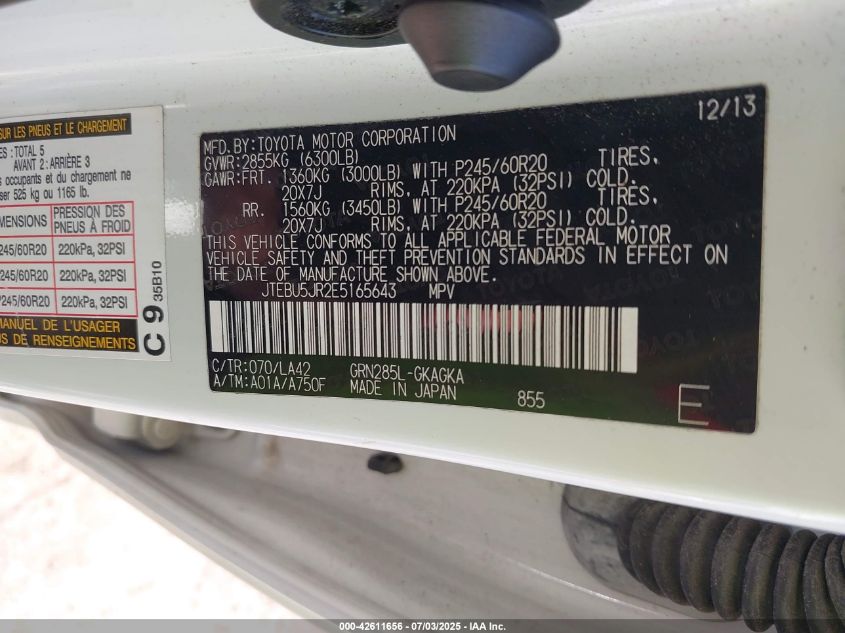 SUR LES PNEUS ET LE CHARGEMENT
TOTAL 5
AVANT 2: ARRIÈRE 3
occupants et du chargement ne
ser 525 kg ou 1165 lb.
PRESSION DES
PNEUS À FROID
245/60R20 220kPa, 32PSI
245/60R20 220kPa, 32PSI
P245/60R20 220kPa, 32PSI
MANUEL DE L'USAGER
DE RENSEIGNEMENTS
C 9 35B10
12/13
MFD.BY:TOYOTA MOTOR CORPORATION
GVWR:2855KG (6300LB)
GAWR:FRT. 1360KG (3000LB) WITH P245/60R20 TIRES,
20X7J RIMS, AT 220KPA (32PSI) COLD.
RR. 1560KG (3450LB) WITH P245/60R20 TIRES,
20X7J RIMS, AT 220KPA (32PSI) COLD.
THIS VEHICLE CONFORMS TO ALL APPLICABLE FEDERAL MOTOR
VEHICLE SAFETY AND THEFT PREVENTION STANDARDS IN EFFECT ON
THE DATE OF MANUFACTURE SHOWN ABOVE.
JTEBU5JR2E5165643 MPV
C/TR:070/LA42 GRN285L-GKAGKA
A/TM:A01A/A750F MADE IN JAPAN 855 E
000-42611656 - 07/03/2025 - IAA Inc.